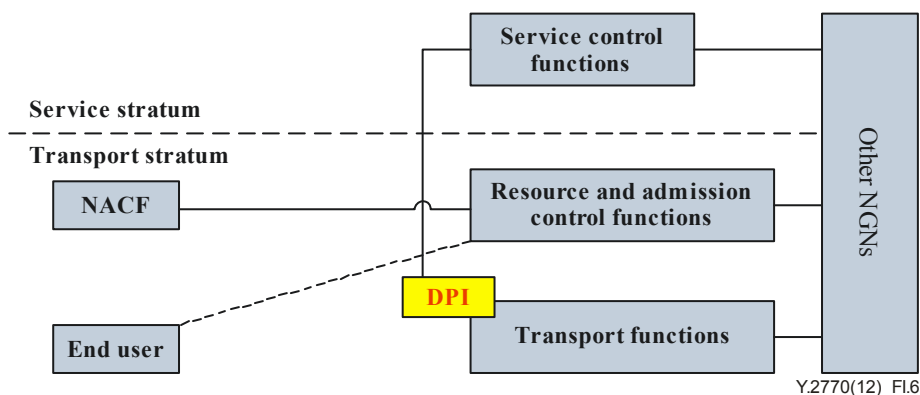 Service control
functions
Service stratum
Transport stratum
NACF
Resource and admission
control functions
Other NGNs
DPI
End user
Transport functions
Y.2770(12)_FI.6